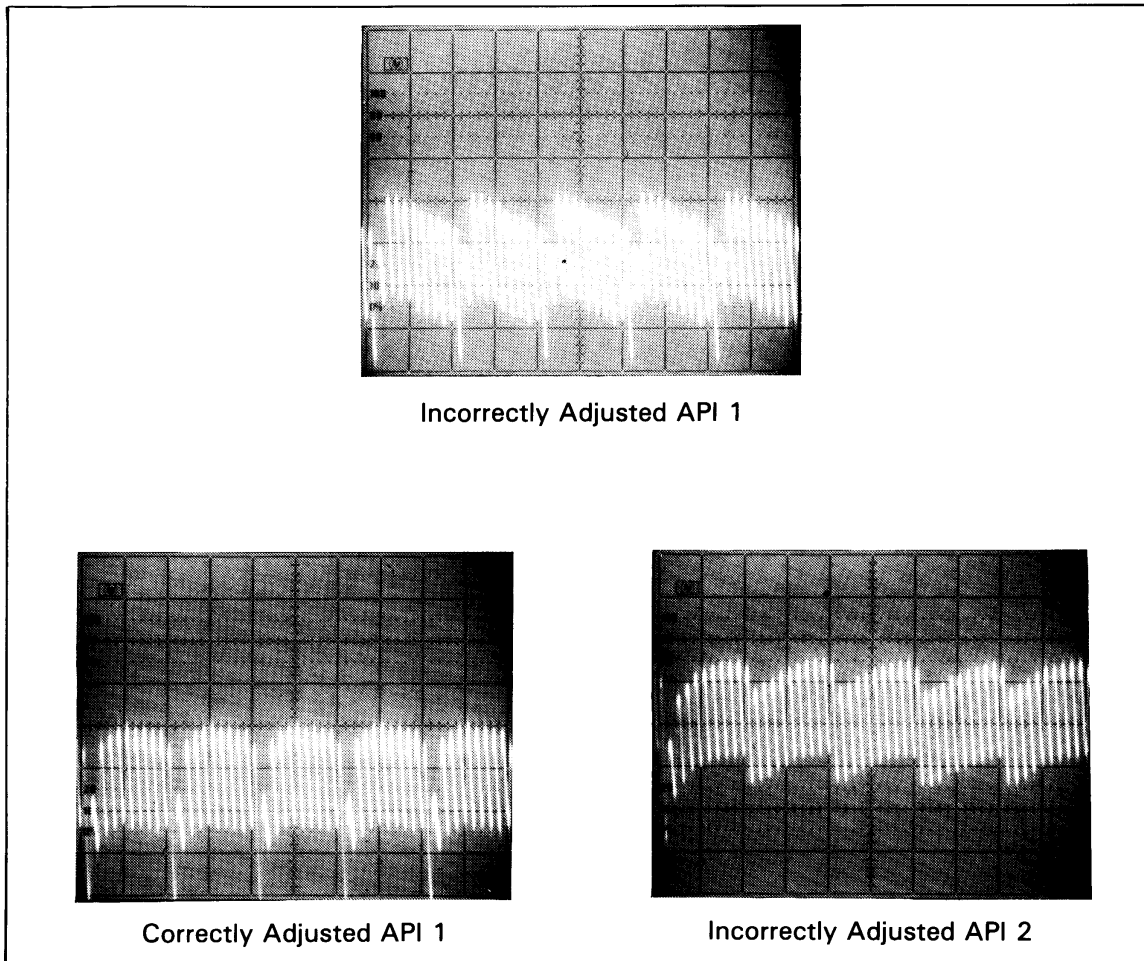 Incorrectly Adjusted API 1
Correctly Adjusted API 1
Incorrectly Adjusted API 2